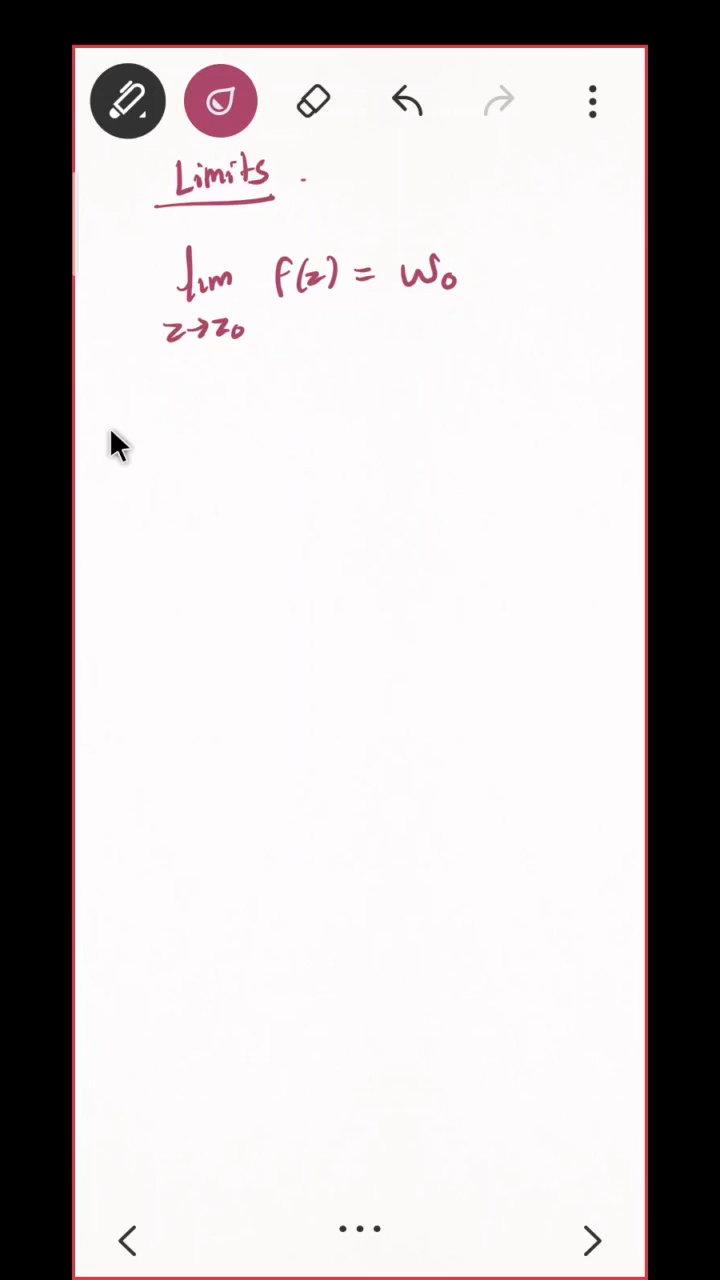 Limits .
lim f(z) = w₀
z→z₀